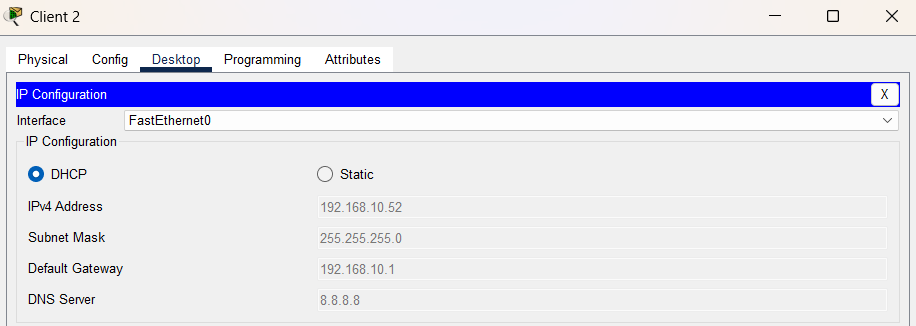 Client 2
Physical Config Desktop Programming Attributes
IP Configuration X
Interface FastEthernet0
IP Configuration
DHCP Static
IPv4 Address 192.168.10.52
Subnet Mask 255.255.255.0
Default Gateway 192.168.10.1
DNS Server 8.8.8.8